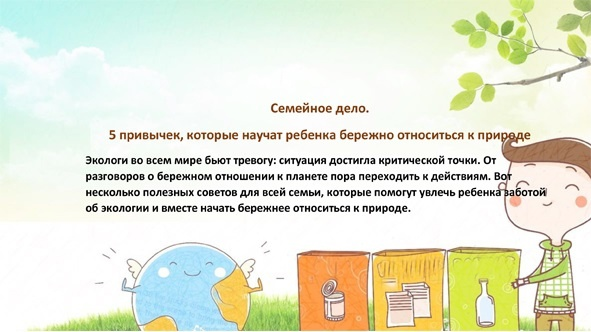 Семейное дело.
5 привычек, которые научат ребенка бережно относиться к природе
Экологи во всем мире бьют тревогу: ситуация достигла критической точки. От
разговоров о бережном отношении к планете пора переходить к действиям. Вот
несколько полезных советов для всей семьи, которые помогут увлечь ребенка заботой
об экологии и вместе начать бережнее относиться к природе.